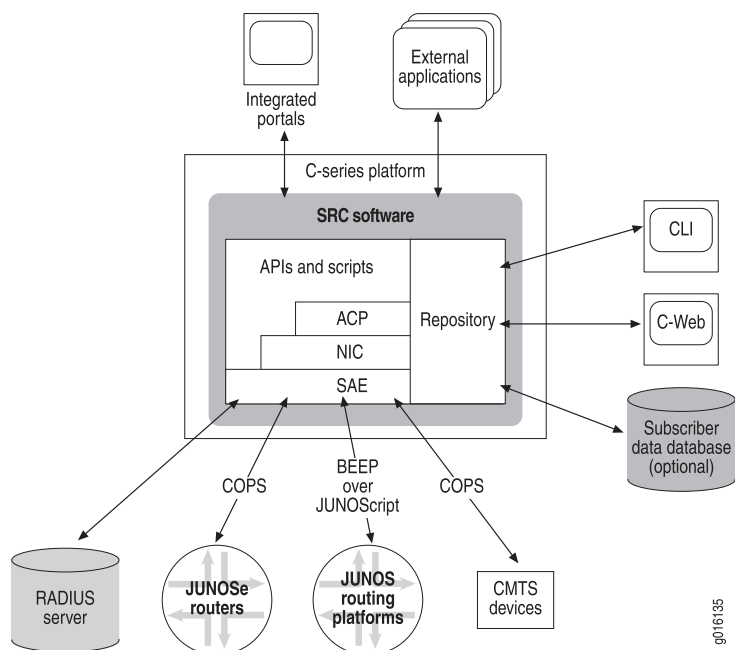 External
applications
Integrated
portals
C-series platform
SRC software
CLI
APIs and scripts
ACP
Repository
C-Web
NIC
SAE
Subscriber
data database
(optional)
BEEP
over
JUNOScript
COPS
COPS
RADIUS
server
JUNOSe
routers
JUNOS
routing
platforms
CMTS
devices
g016135